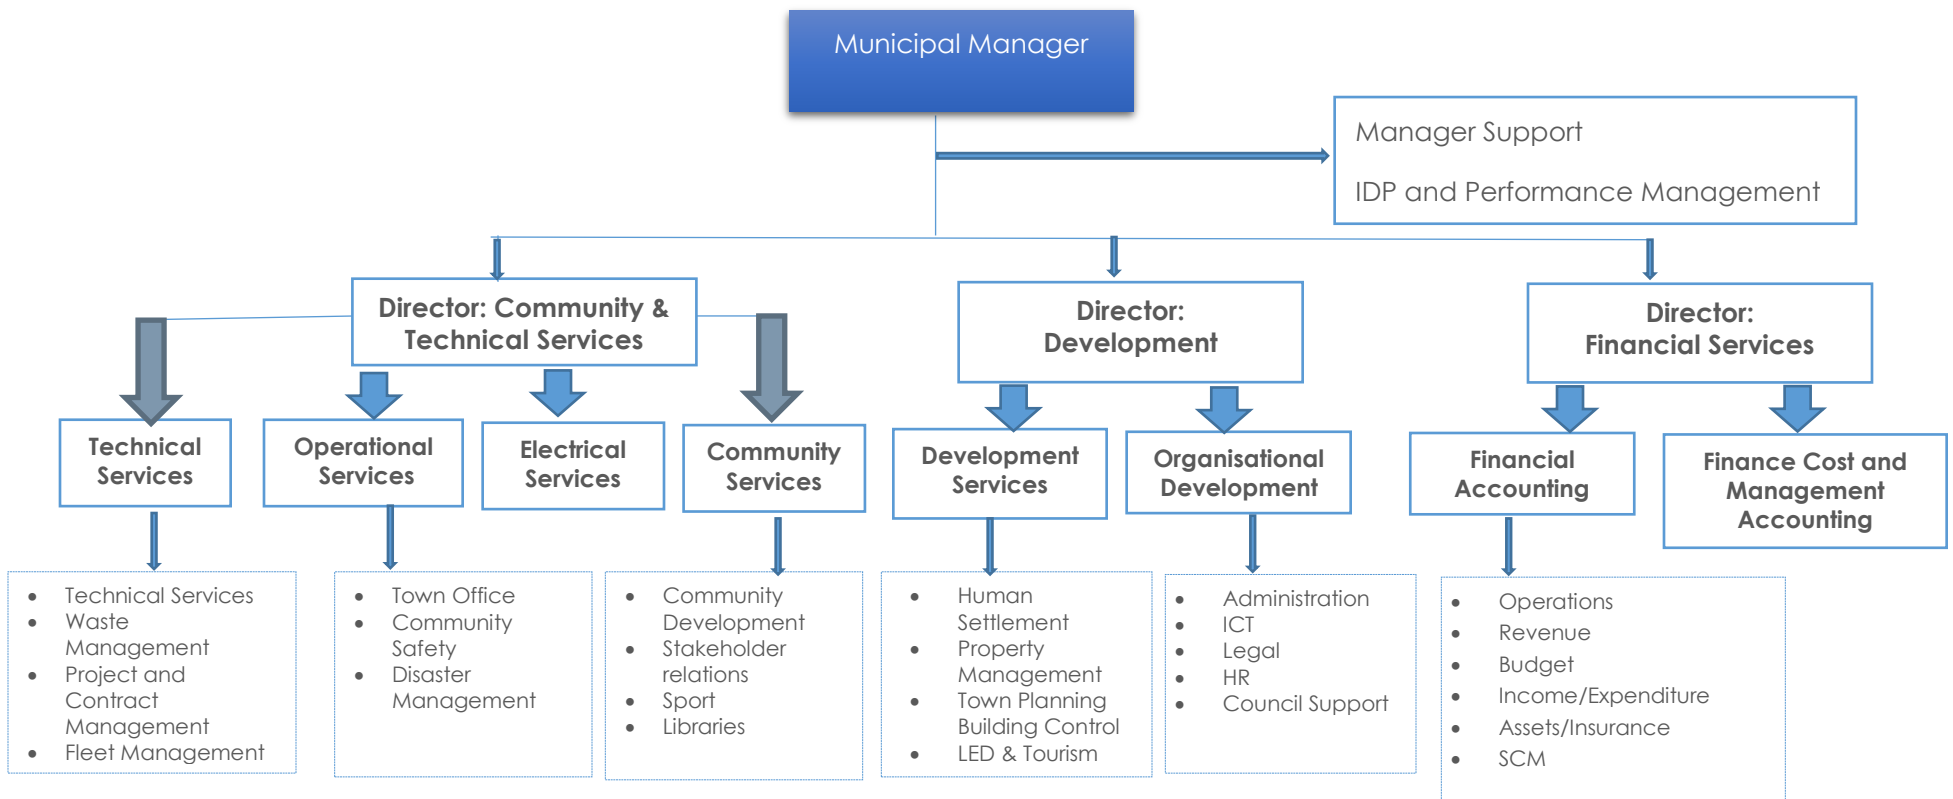 Municipal Manager
Manager Support
IDP and Performance Management
Director: Community &
Technical Services
Director:
Development
Director:
Financial Services
Technical
Services
Operational
Services
Electrical
Services
Community
Services
Development
Services
Organisational
Development
Financial
Accounting
Finance Cost and
Management
Accounting
• Technical Services
• Waste
Management
• Project and
Contract
Management
• Fleet Management
• Town Office
• Community
Safety
• Disaster
Management
• Community
Development
• Stakeholder
relations
• Sport
• Libraries
• Human
Settlement
• Property
Management
• Town Planning
Building Control
• LED & Tourism
• Administration
• ICT
• Legal
• HR
• Council Support
• Operations
• Revenue
• Budget
• Income/Expenditure
• Assets/Insurance
• SCM